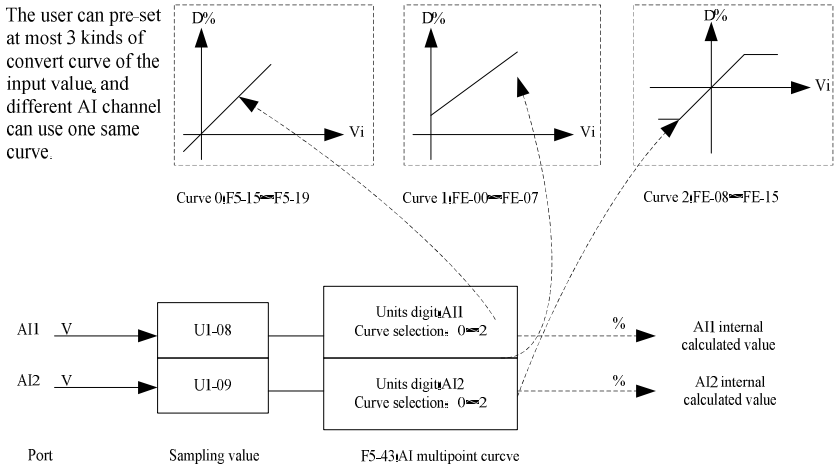 The user can pre-set
at most 3 kinds of
convert curve of the
input value, and
different AI channel
can use one same
curve.
D%
Vi
Curve 0:F5-15~F5-19
D%
Vi
Curve 1:FE-00~FE-07
D%
Vi
Curve 2:FE-08~FE-15
AI1
V
U1-08
Units digit:AI1
Curve selection: 0~2
%
AI1 internal
calculated value
AI2
V
U1-09
Units digit:AI2
Curve selection: 0~2
%
AI2 internal
calculated value
Port
Sampling value
F5-43:AI multipoint curcve